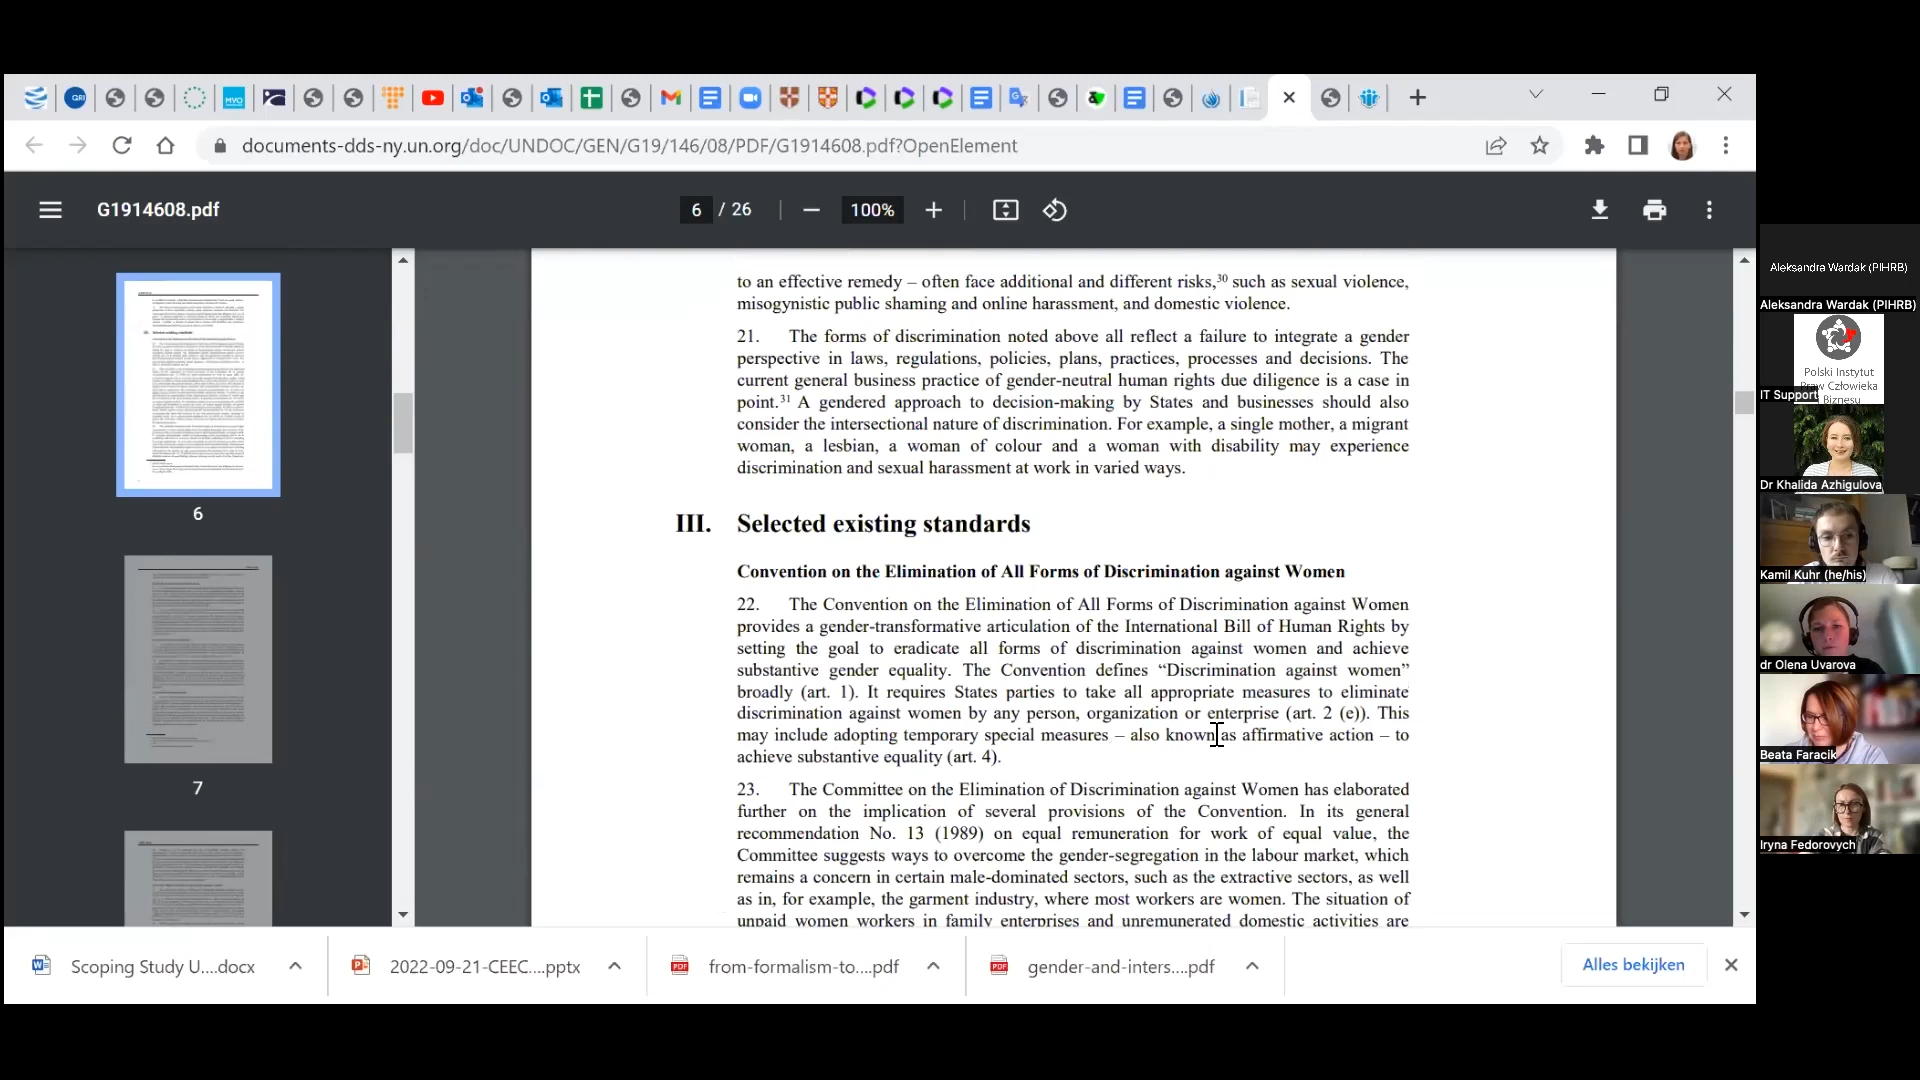 QRI
MVO
documents-dds-ny.un.org/doc/UNDOC/GEN/G19/146/08/PDF/G1914608.pdf?OpenElement
G1914608.pdf
6 / 26
100%
6
7
to an effective remedy – often face additional and different risks,³⁰ such as sexual violence,
misogynistic public shaming and online harassment, and domestic violence.
21. The forms of discrimination noted above all reflect a failure to integrate a gender
perspective in laws, regulations, policies, plans, practices, processes and decisions. The
current general business practice of gender-neutral human rights due diligence is a case in
point.³¹ A gendered approach to decision-making by States and businesses should also
consider the intersectional nature of discrimination. For example, a single mother, a migrant
woman, a lesbian, a woman of colour and a woman with disability may experience
discrimination and sexual harassment at work in varied ways.
III. Selected existing standards
Convention on the Elimination of All Forms of Discrimination against Women
22. The Convention on the Elimination of All Forms of Discrimination against Women
provides a gender-transformative articulation of the International Bill of Human Rights by
setting the goal to eradicate all forms of discrimination against women and achieve
substantive gender equality. The Convention defines “Discrimination against women”
broadly (art. 1). It requires States parties to take all appropriate measures to eliminate
discrimination against women by any person, organization or enterprise (art. 2 (e)). This
may include adopting temporary special measures – also known as affirmative action – to
achieve substantive equality (art. 4).
23. The Committee on the Elimination of Discrimination against Women has elaborated
further on the implication of several provisions of the Convention. In its general
recommendation No. 13 (1989) on equal remuneration for work of equal value, the
Committee suggests ways to overcome the gender-segregation in the labour market, which
remains a concern in certain male-dominated sectors, such as the extractive sectors, as well
as in, for example, the garment industry, where most workers are women. The situation of
unpaid women workers in family enterprises and unremunerated domestic activities are
Scoping Study U....docx
2022-09-21-CEEC....pptx
PDF
from-formalism-to....pdf
PDF
gender-and-inters....pdf
Alles bekijken
Aleksandra Wardak (PIHRB)
Aleksandra Wardak (PIHRB)
Polski Instytut
Praw Człowieka
Biznesu
IT Support
Dr Khalida Azhigulova
Kamil Kuhr (he/his)
dr Olena Uvarova
Beata Faracik
Iryna Fedorovych